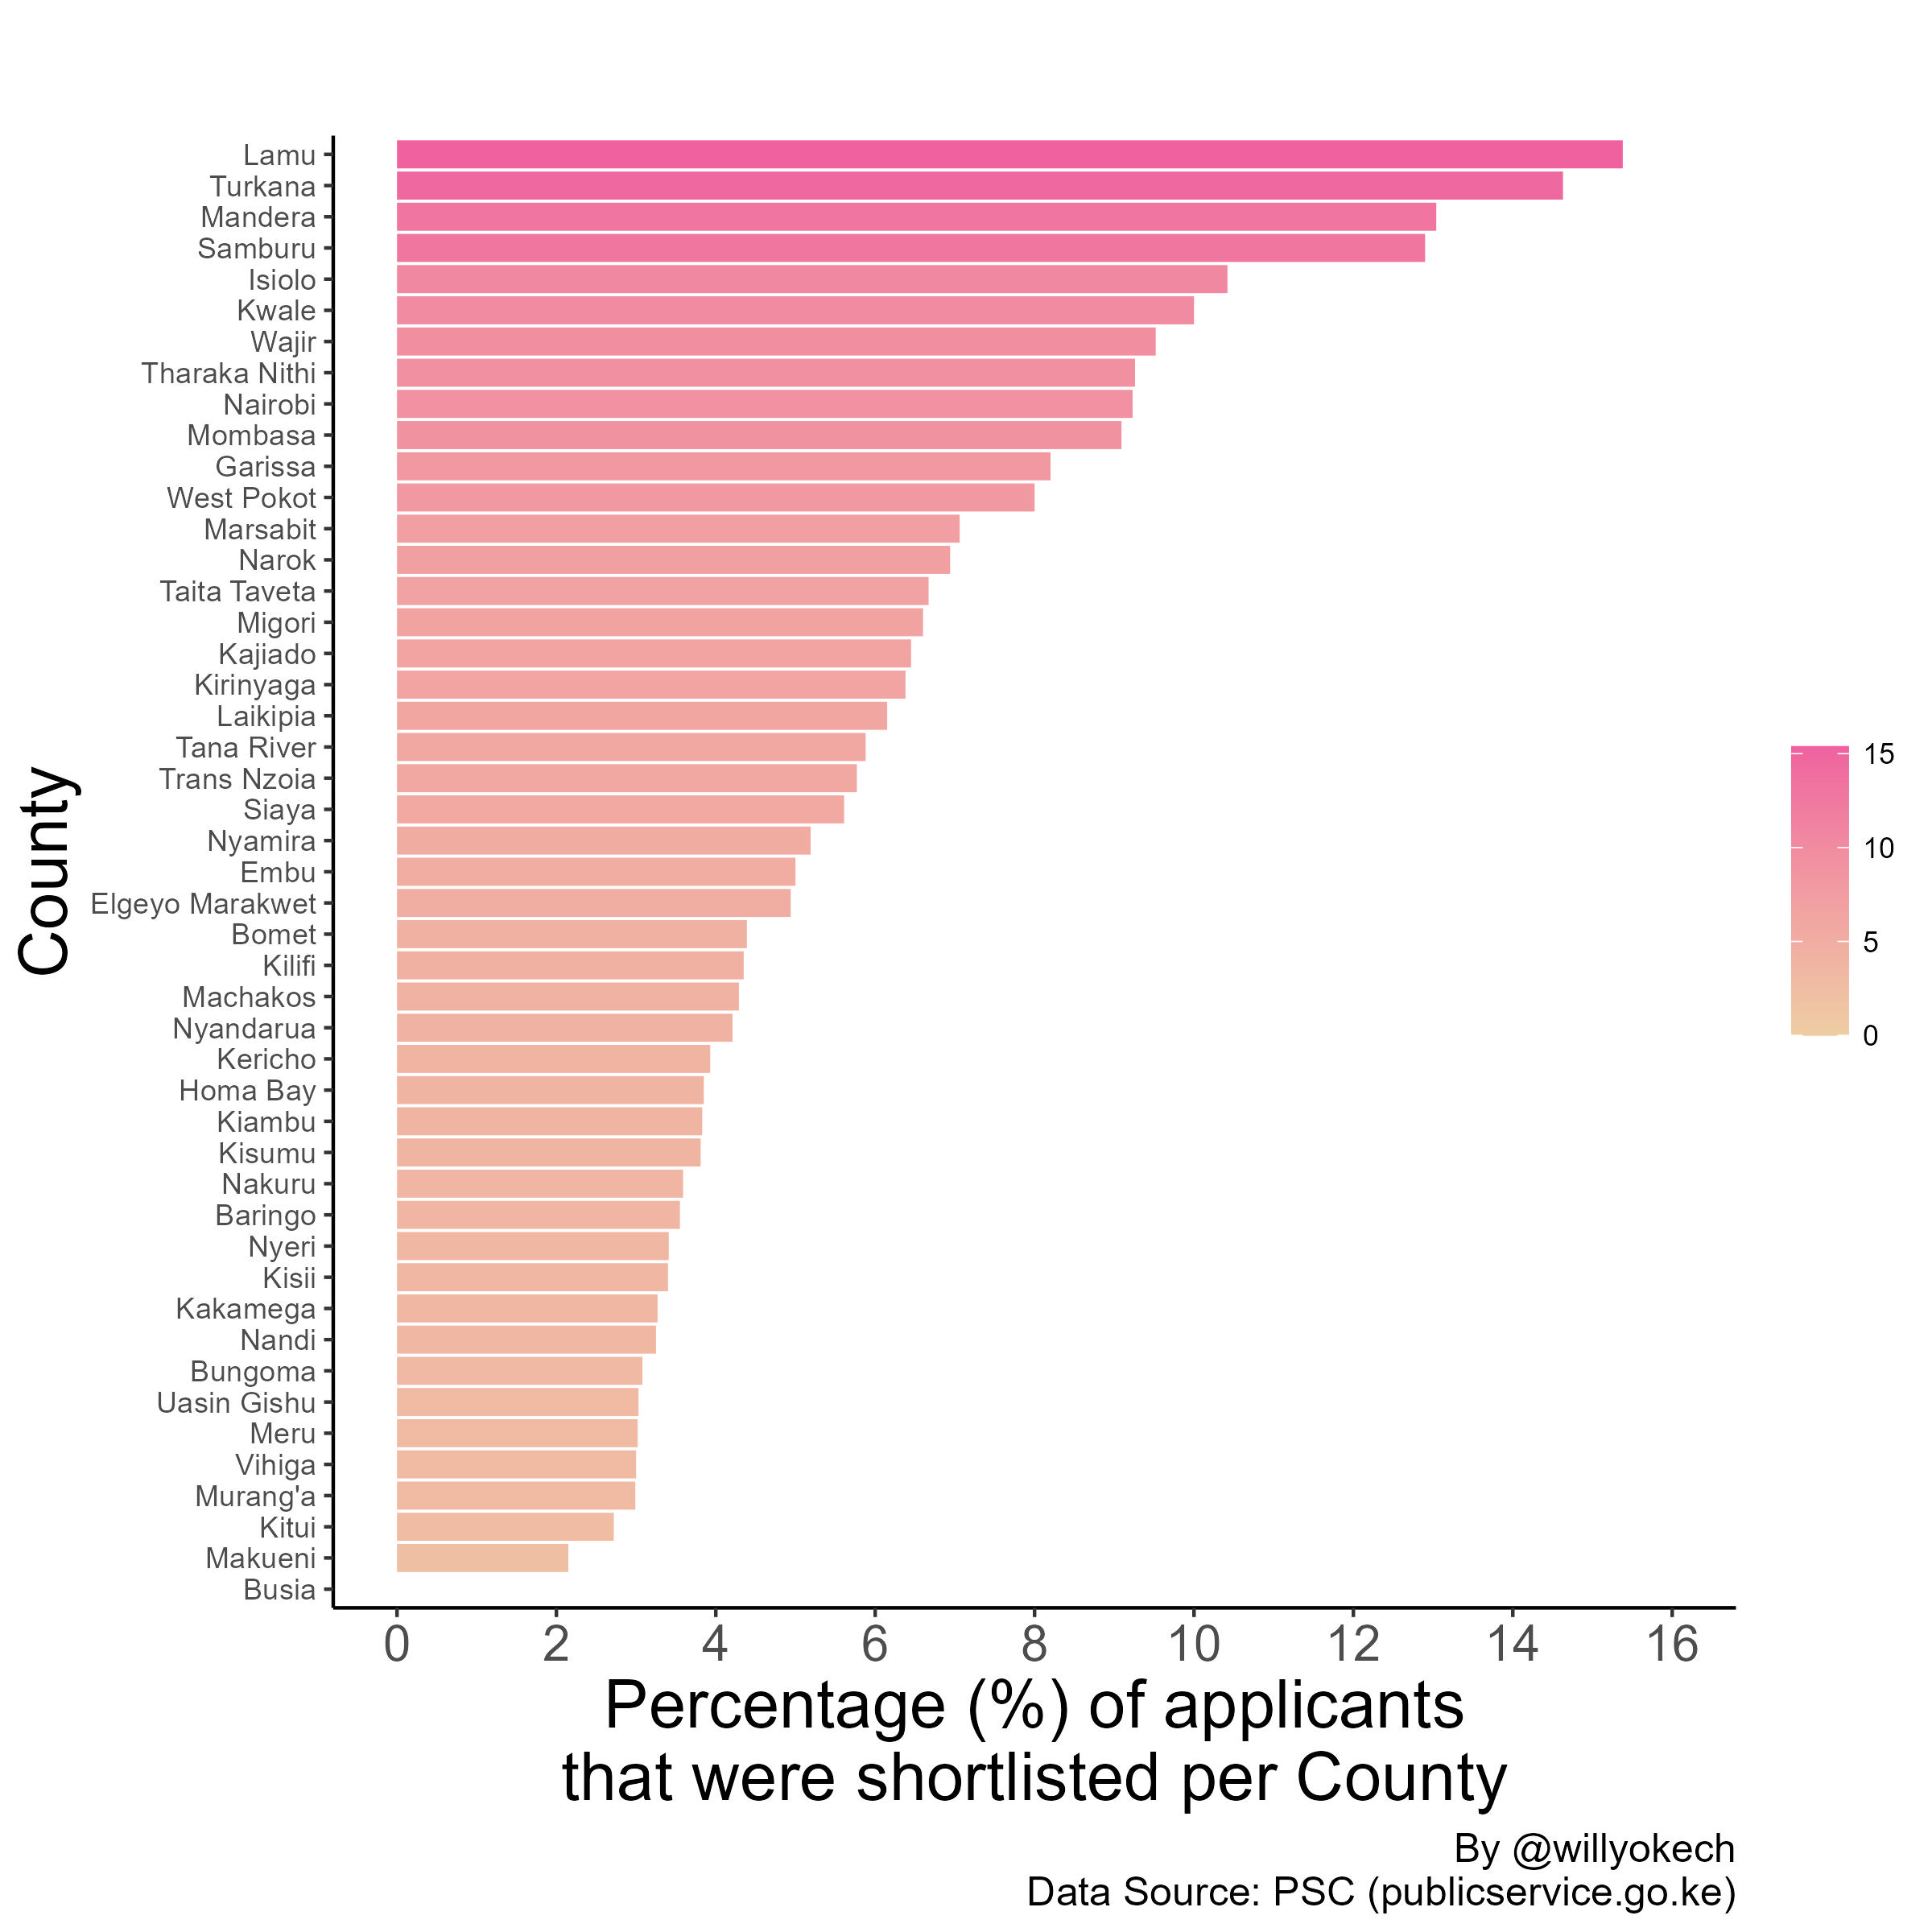 Lamu
Turkana
Mandera
Samburu
Isiolo
Kwale
Wajir
Tharaka Nithi
Nairobi
Mombasa
Garissa
West Pokot
Marsabit
Narok
Taita Taveta
Migori
Kajiado
Kirinyaga
Laikipia
Tana River
Trans Nzoia
Siaya
Nyamira
Embu
Elgeyo Marakwet
Bomet
Kilifi
Machakos
Nyandarua
Kericho
Homa Bay
Kiambu
Kisumu
Nakuru
Baringo
Nyeri
Kisii
Kakamega
Nandi
Bungoma
Uasin Gishu
Meru
Vihiga
Murang'a
Kitui
Makueni
Busia
County
0 2 4 6 8 10 12 14 16
Percentage (%) of applicants
that were shortlisted per County
15
10
5
0
By @willyokech
Data Source: PSC (publicservice.go.ke)